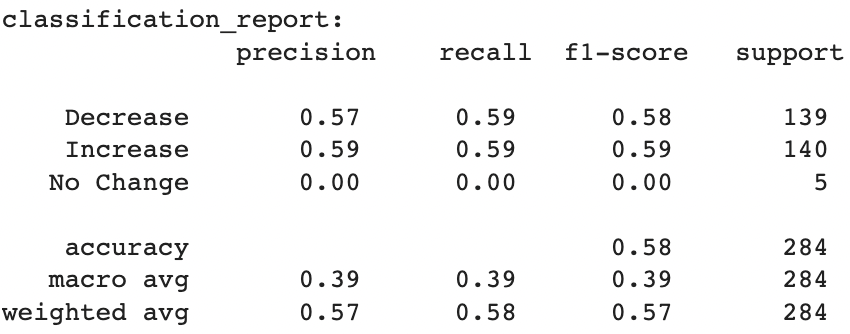 classification_report:
precision recall f1-score support
Decrease 0.57 0.59 0.58 139
Increase 0.59 0.59 0.59 140
No Change 0.00 0.00 0.00 5
accuracy 0.58 284
macro avg 0.39 0.39 0.39 284
weighted avg 0.57 0.58 0.57 284